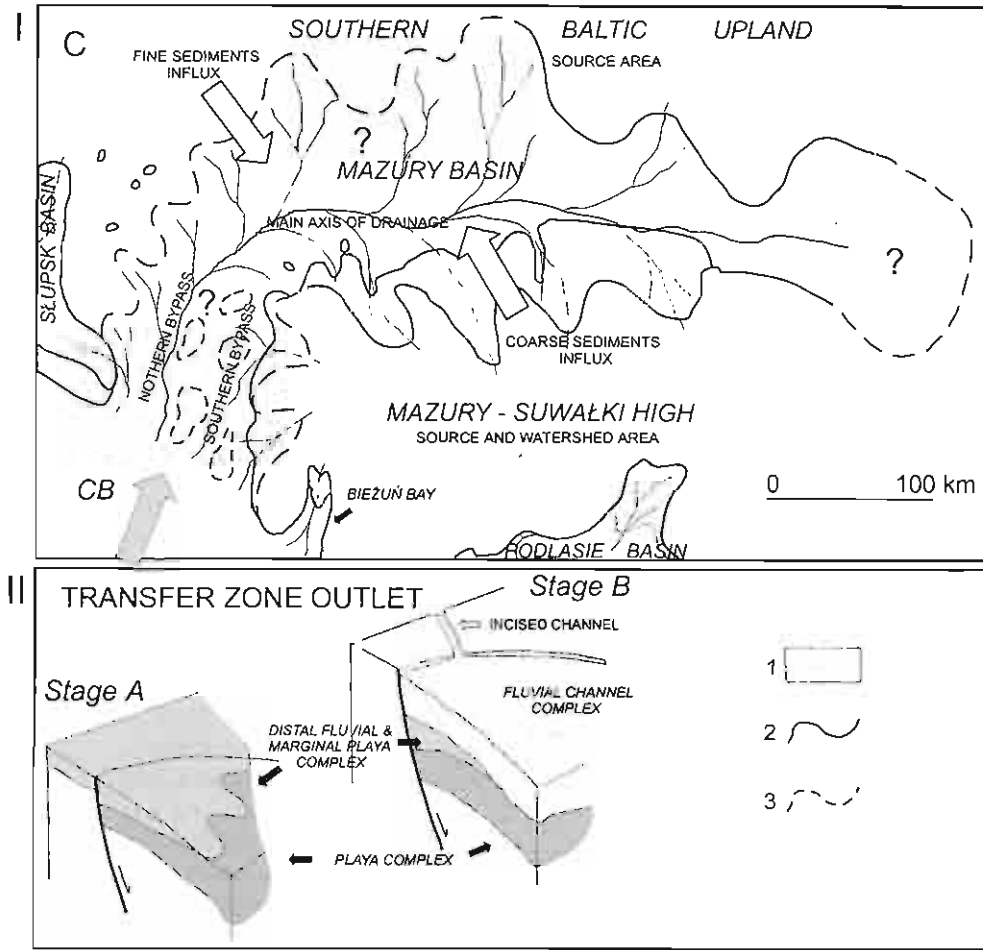 I
C
SOUTHERN BALTIC UPLAND
SOURCE AREA
FINE SEDIMENTS
INFLUX
?
MAZURY BASIN
SŁUPSK BASIN
MAIN AXIS OF DRAINAGE
?
NOTHERN BYPASS
?
SOUTHERN BYPASS
COARSE SEDIMENTS
INFLUX
MAZURY - SUWAŁKI HIGH
SOURCE AND WATERSHED AREA
CB
BIEŻUŃ BAY
0 100 km
PODLASIE BASIN
II
TRANSFER ZONE OUTLET
Stage B
INCISED CHANNEL
Stage A
FLUVIAL CHANNEL
COMPLEX
DISTAL FLUVIAL &
MARGINAL PLAYA
COMPLEX
PLAYA COMPLEX
1
2
3